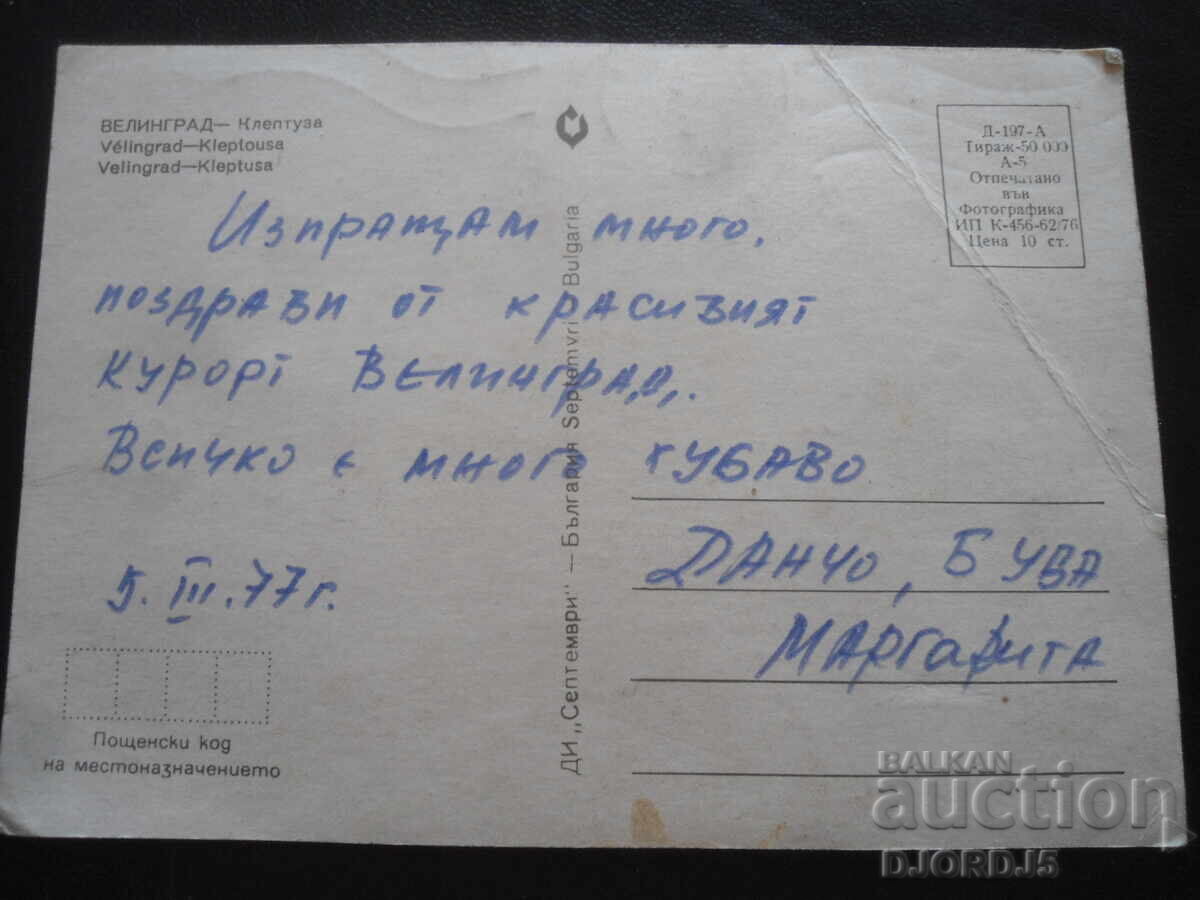 ВЕЛИНГРАД— Клептуза
Vélingrad—Kleptousa
Velingrad—Kleptusa
Д-197-А
Тираж-50 000
А-5
Отпечатано
във
Фотографика
ИП К-456-62/76
Цена 10 ст.
Изпращам много.
поздрави от красивият
курорт Велинград.
Всичко е много хубаво
5.III.77г.
Данчо, Бува
Маргарита
ДИ „Септември" — България Septemvri Bulgaria
Пощенски код
на местоназначението
BALKAN
auction
DJORDJ5